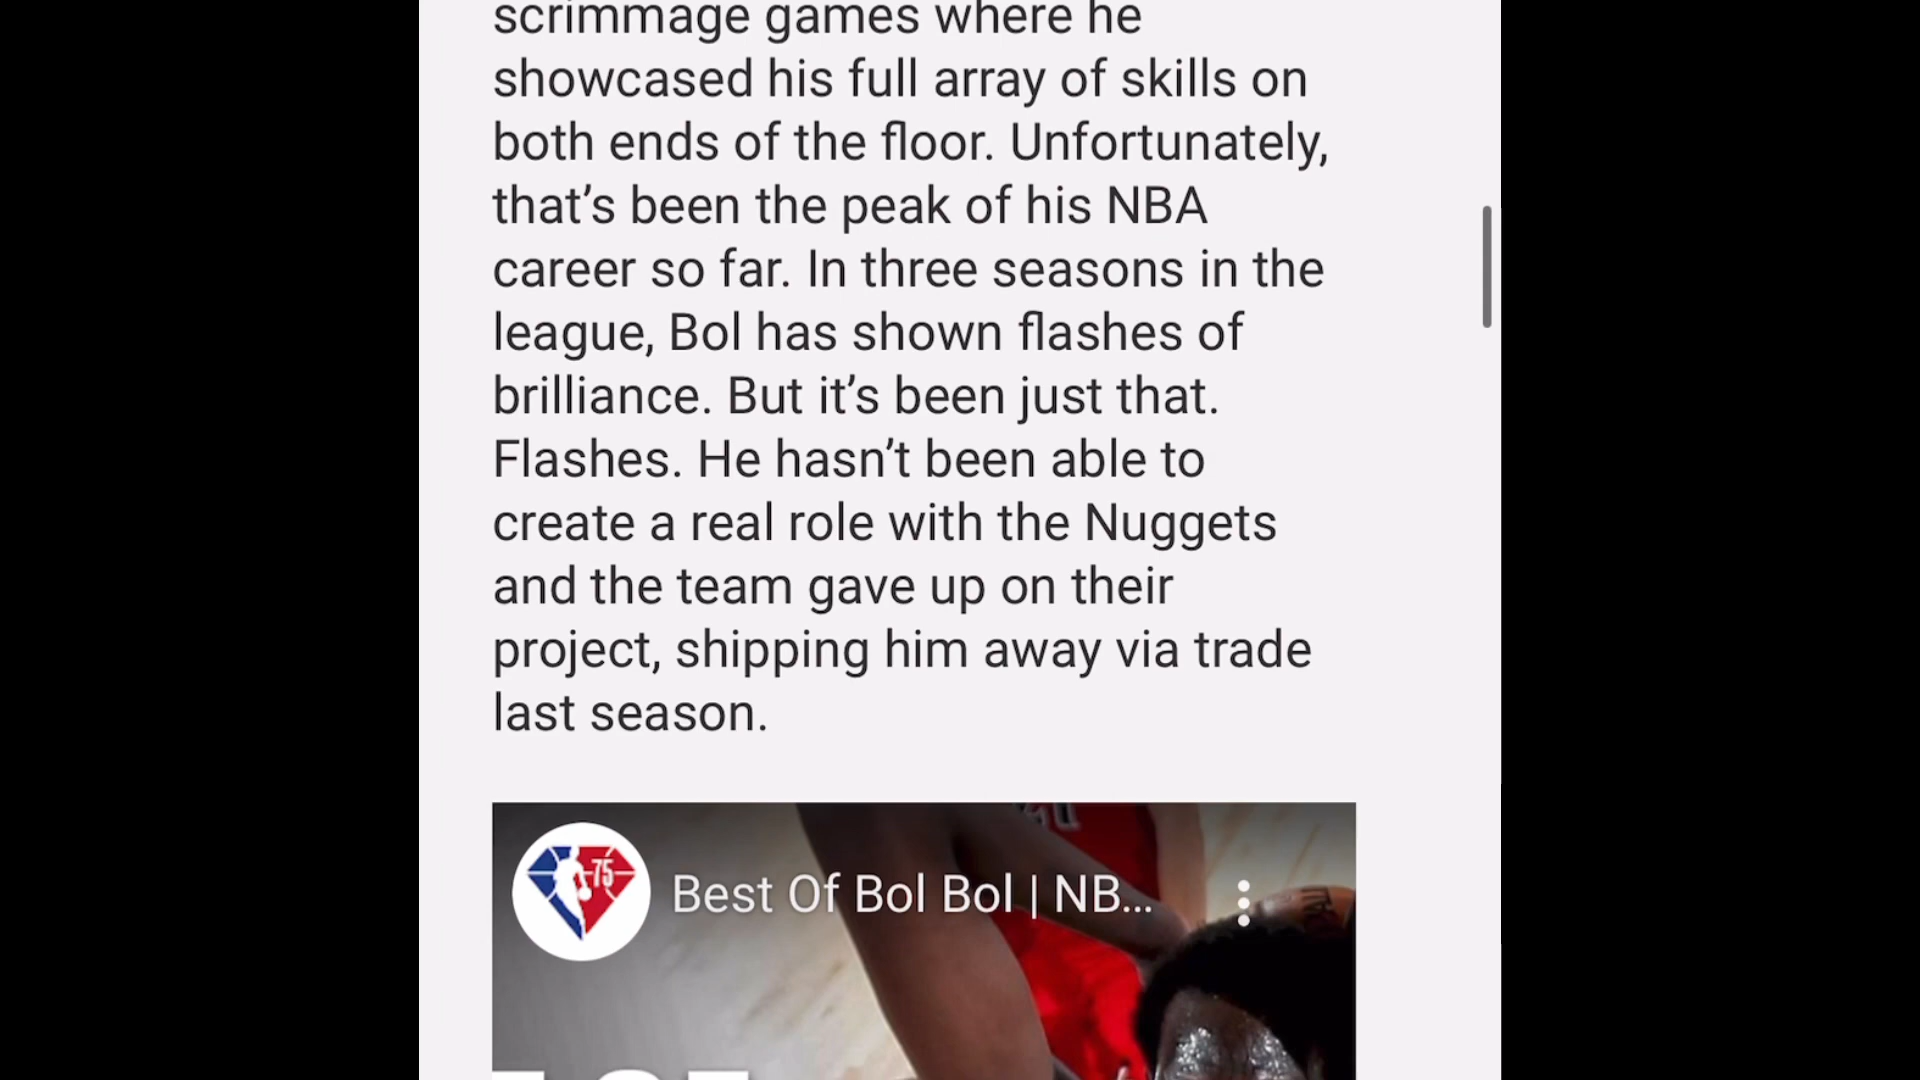 scrimmage games where he
showcased his full array of skills on
both ends of the floor. Unfortunately,
that’s been the peak of his NBA
career so far. In three seasons in the
league, Bol has shown flashes of
brilliance. But it’s been just that.
Flashes. He hasn’t been able to
create a real role with the Nuggets
and the team gave up on their
project, shipping him away via trade
last season.
75
Best Of Bol Bol | NB...